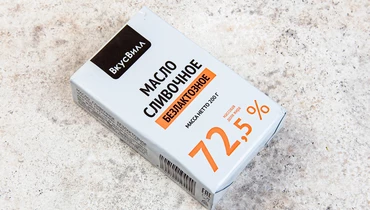 ВкусВилл
МАСЛО
СЛИВОЧНОЕ
БЕЗЛАКТОЗНОЕ
МАССА НЕТТО 200 Г
72,5 %